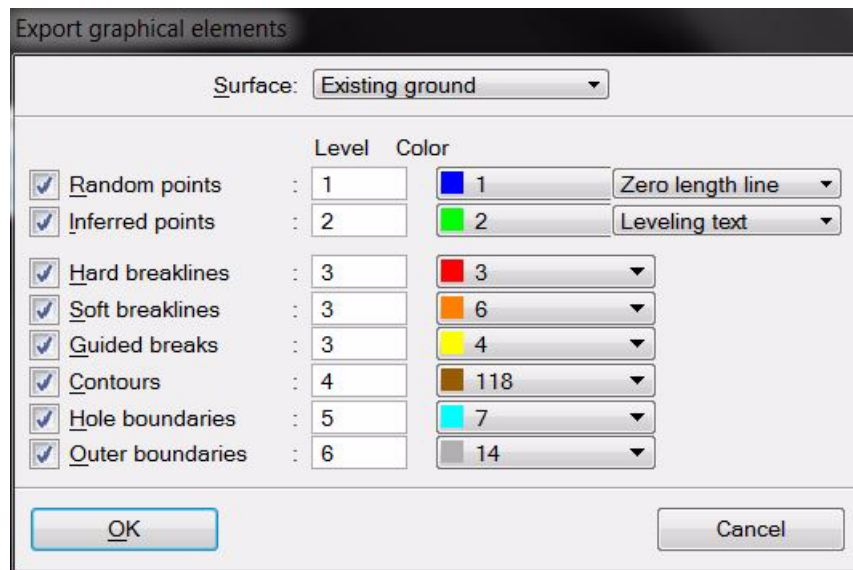 Export graphical elements
Surface: Existing ground
Level Color
Random points : 1 1 Zero length line
Inferred points : 2 2 Leveling text
Hard breaklines : 3 3
Soft breaklines : 3 6
Guided breaks : 3 4
Contours : 4 118
Hole boundaries : 5 7
Outer boundaries : 6 14
OK Cancel